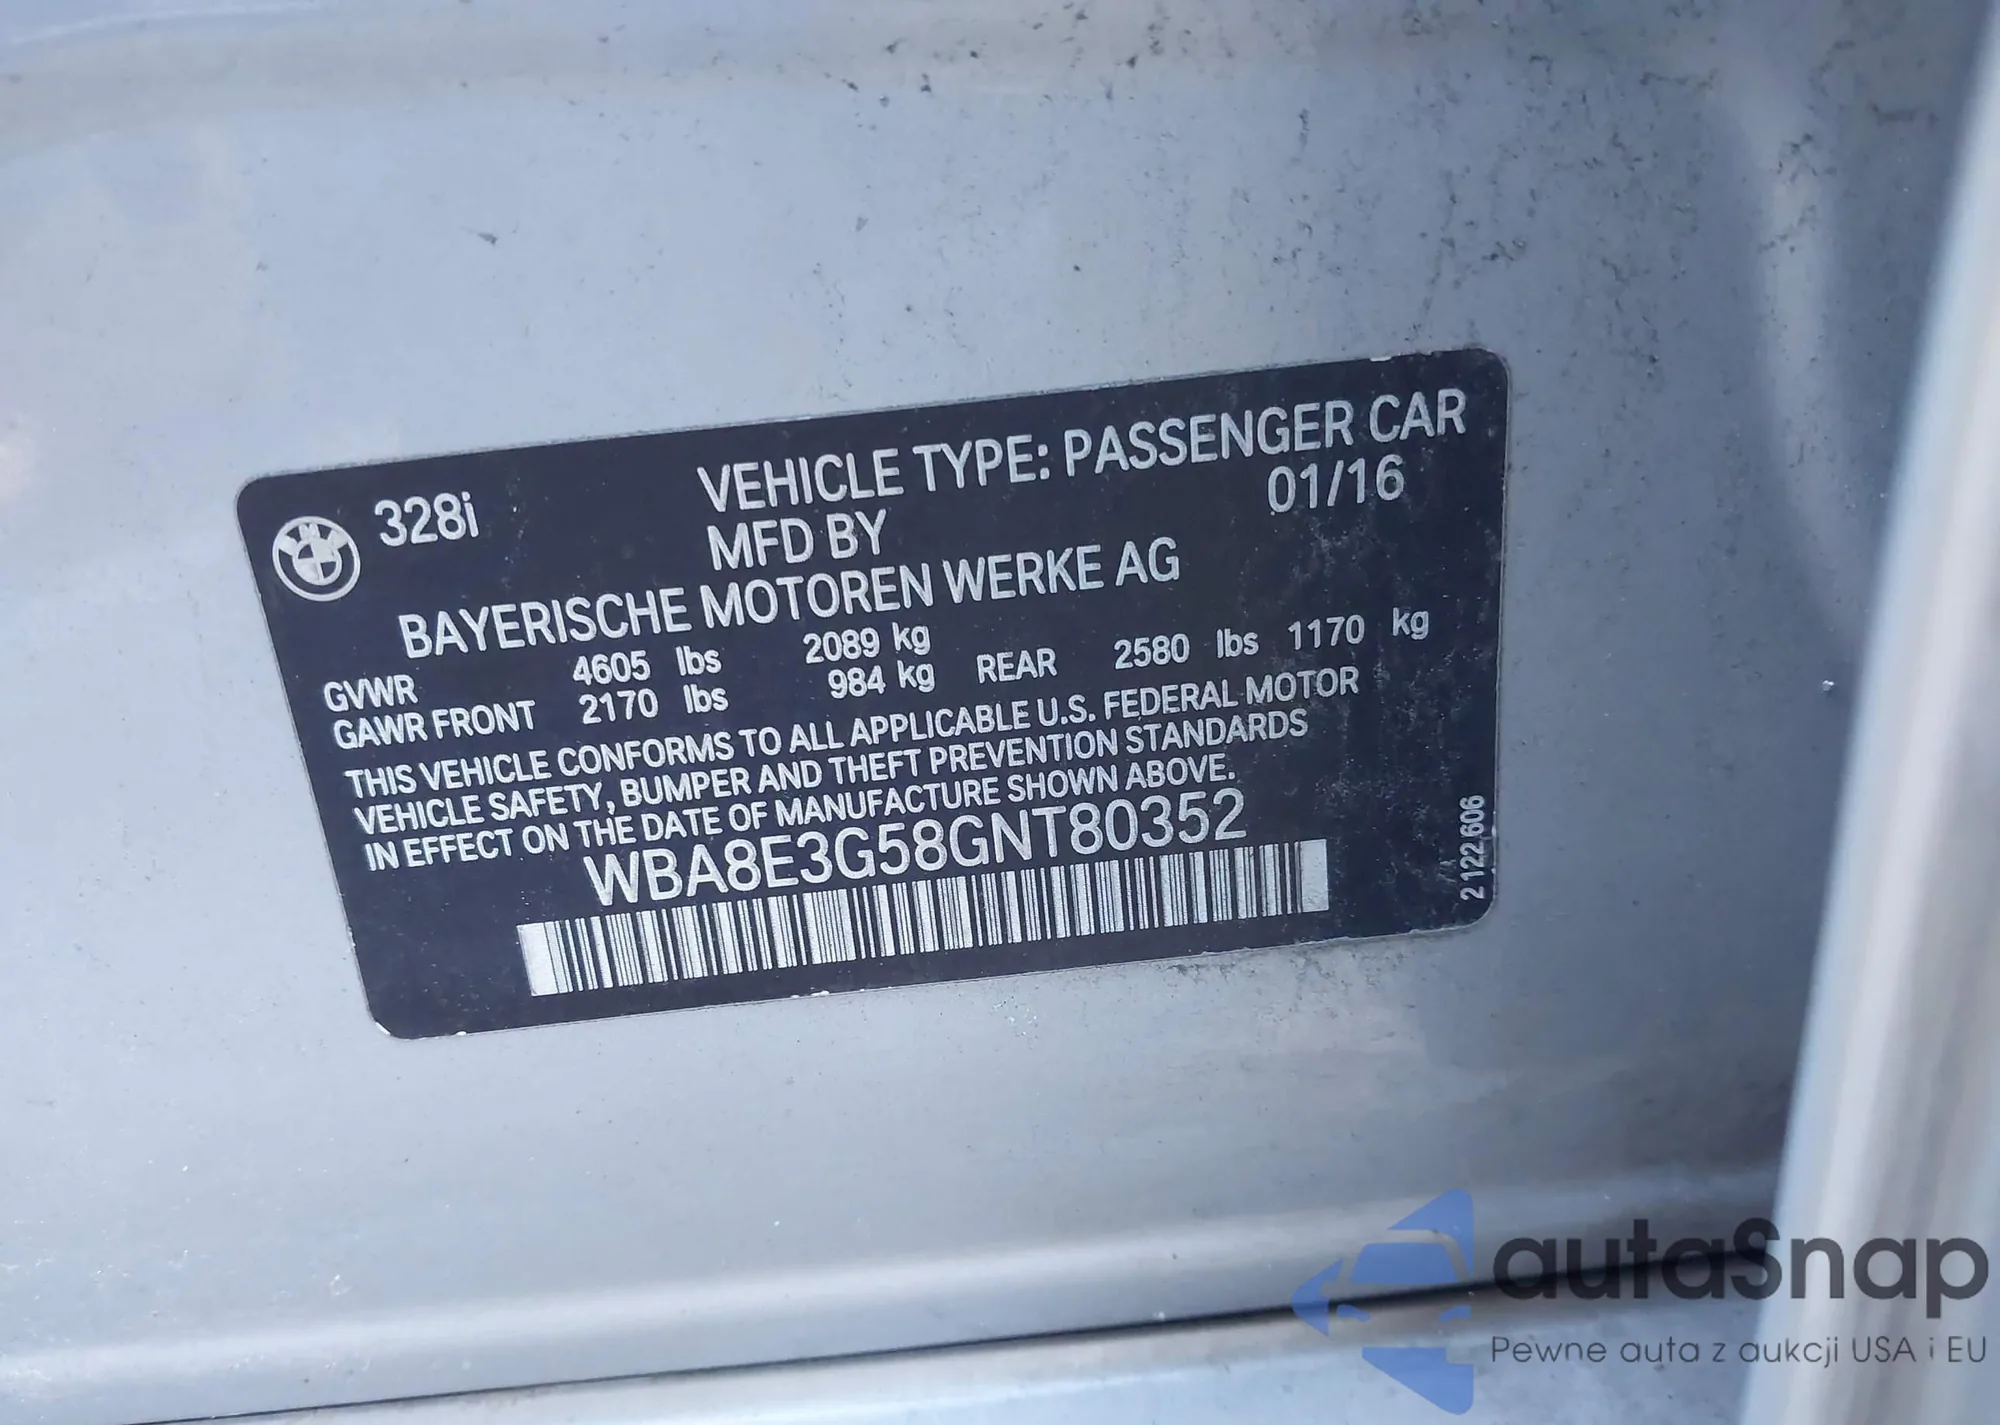 328i
VEHICLE TYPE: PASSENGER CAR
MFD BY 01/16
BAYERISCHE MOTOREN WERKE AG
GVWR 4605 lbs 2089 kg
GAWR FRONT 2170 lbs 984 kg REAR 2580 lbs 1170 kg
THIS VEHICLE CONFORMS TO ALL APPLICABLE U.S. FEDERAL MOTOR
VEHICLE SAFETY, BUMPER AND THEFT PREVENTION STANDARDS
IN EFFECT ON THE DATE OF MANUFACTURE SHOWN ABOVE.
WBA8E3G58GNT80352
2 122 606
autaSnap
Pewne auta z aukcji USA i EU